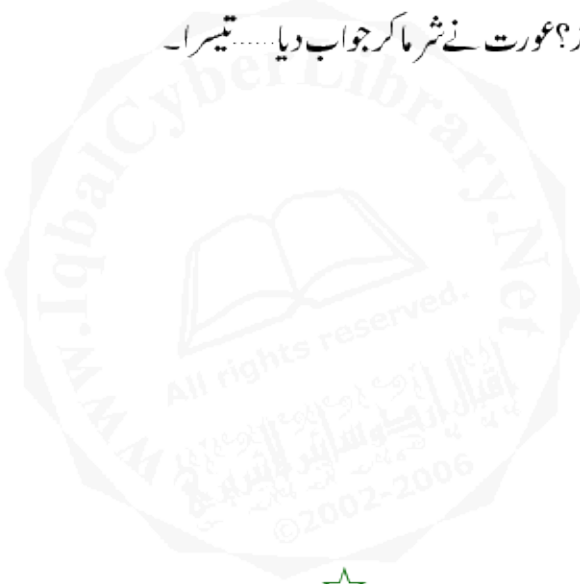 ؟عورت نے شرما کر جواب دیا......تیسرا۔
www.IqbalCyberLibrary.Net
All rights reserved.
©2002-2006